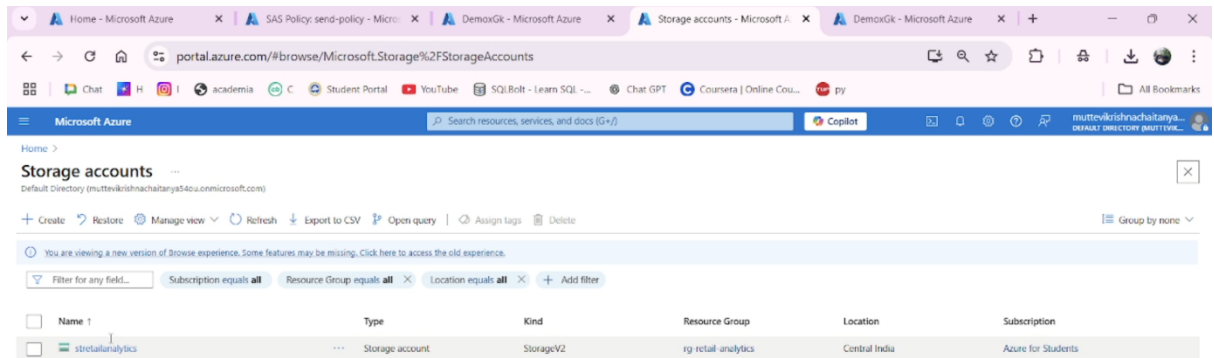 Home - Microsoft Azure SAS Policy: send-policy - Micro DemoxGk - Microsoft Azure Storage accounts - Microsoft A DemoxGk - Microsoft Azure
portal.azure.com/#browse/Microsoft.Storage%2FStorageAccounts
Chat H I academia C Student Portal YouTube SQLBolt - Learn SQL -... Chat GPT Coursera | Online Cou... py All Bookmarks
Microsoft Azure Search resources, services, and docs (G+/) Copilot muttevikrishnachaitanya...
DEFAULT DIRECTORY (MUTTEVIK...
Home >
Storage accounts ...
Default Directory (muttevikrishnachaitanya54ou.onmicrosoft.com)
+ Create Restore Manage view Refresh Export to CSV Open query | Assign tags Delete Group by none
You are viewing a new version of Browse experience. Some features may be missing. Click here to access the old experience.
Filter for any field... Subscription equals all Resource Group equals all Location equals all + Add filter
Name ↑ Type Kind Resource Group Location Subscription
stretailanalytics ... Storage account StorageV2 rg-retail-analytics Central India Azure for Students